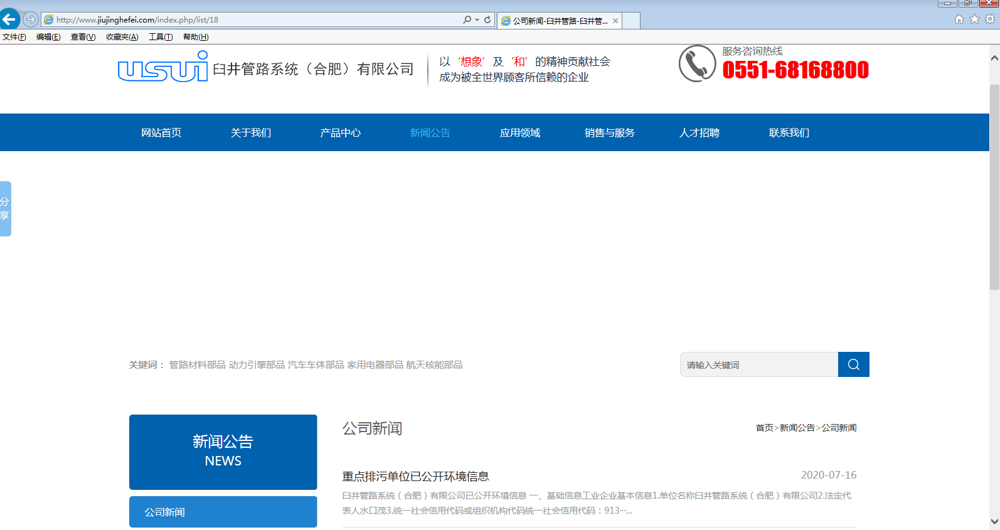 http://www.jiujinghefei.com/index.php/list/18
公司新闻-臼井管路-臼井管...
文件(F) 编辑(E) 查看(V) 收藏夹(A) 工具(T) 帮助(H)
usui 臼井管路系统（合肥）有限公司
以‘想象’及‘和’的精神贡献社会
成为被全世界顾客所信赖的企业
服务咨询热线
0551-68168800
网站首页 关于我们 产品中心 新闻公告 应用领域 销售与服务 人才招聘 联系我们
分
享
关键词： 管路材料部品 动力引擎部品 汽车车体部品 家用电器部品 航天核能部品
请输入关键词
新闻公告
NEWS
公司新闻
公司新闻
首页>新闻公告>公司新闻
重点排污单位已公开环境信息
2020-07-16
臼井管路系统（合肥）有限公司已公开环境信息 一、基础信息工业企业基本信息1.单位名称臼井管路系统（合肥）有限公司2.法定代
表人水口茂3.统一社会信用代码或组织机构代码统一社会信用代码：913···...